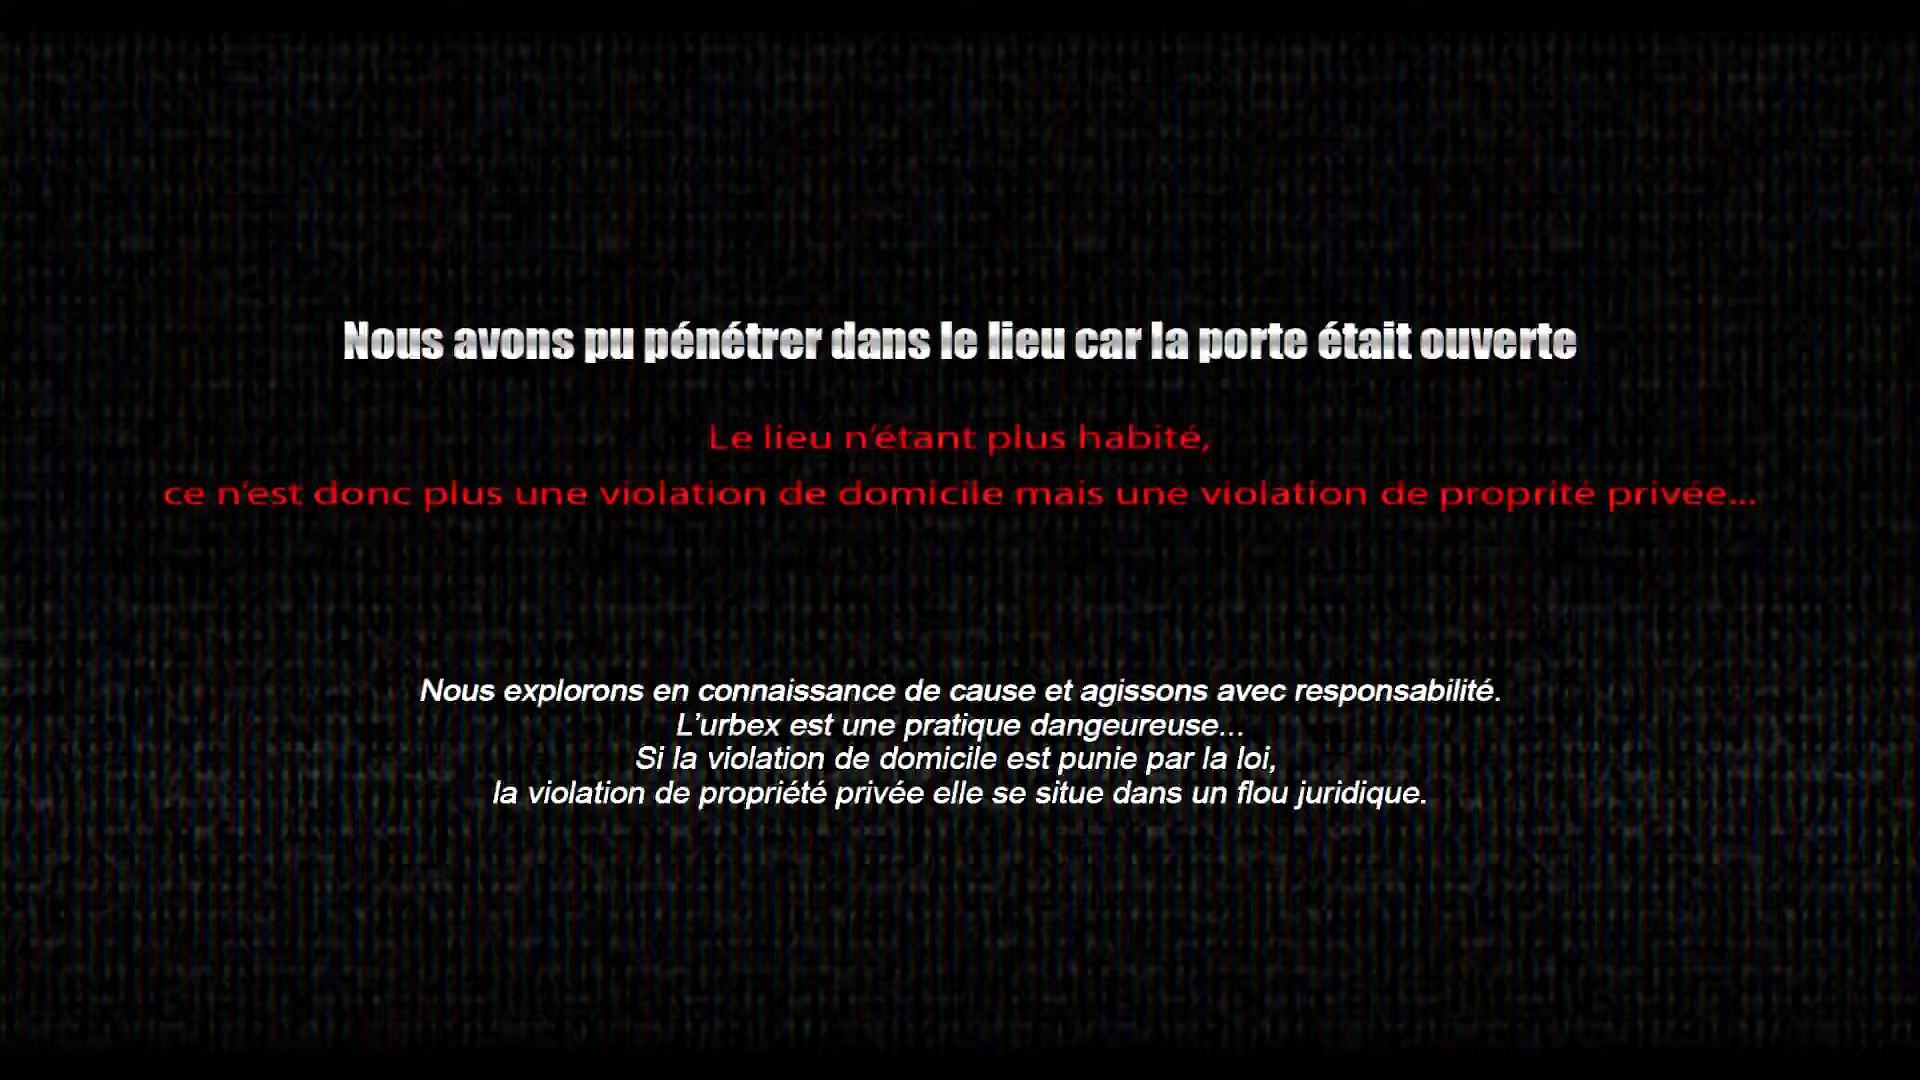 Nous avons pu pénétrer dans le lieu car la porte était ouverte
Le lieu n'étant plus habité,
ce n'est donc plus une violation de domicile mais une violation de proprité privée...
Nous explorons en connaissance de cause et agissons avec responsabilité.
L'urbex est une pratique dangeureuse...
Si la violation de domicile est punie par la loi,
la violation de propriété privée elle se situe dans un flou juridique.